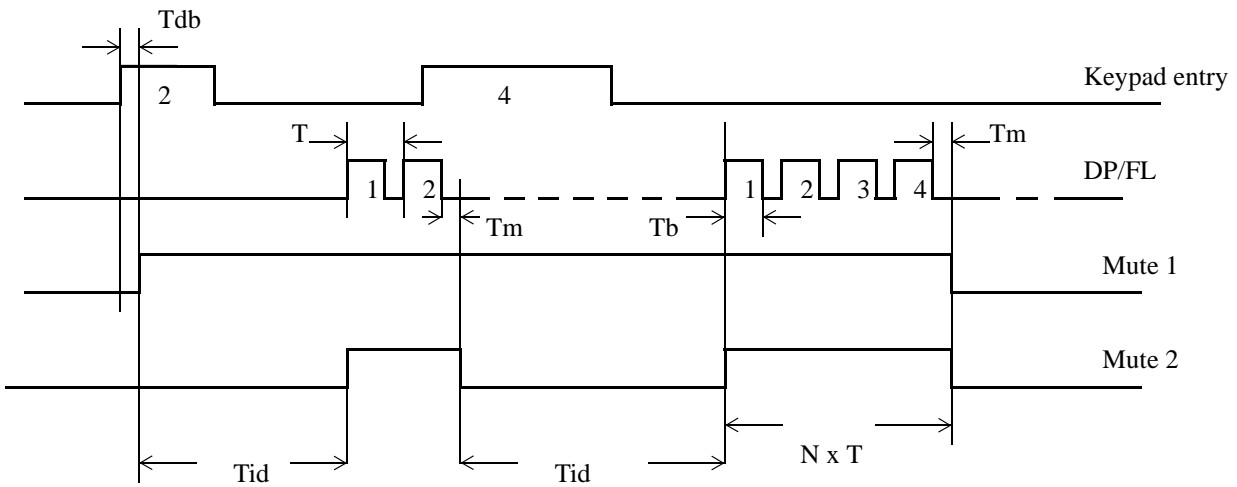 Tdb
2
4
Keypad entry
T
Tm
1
2
1
2
3
4
DP/FL
Tm
Tb
Mute 1
Mute 2
N x T
Tid
Tid